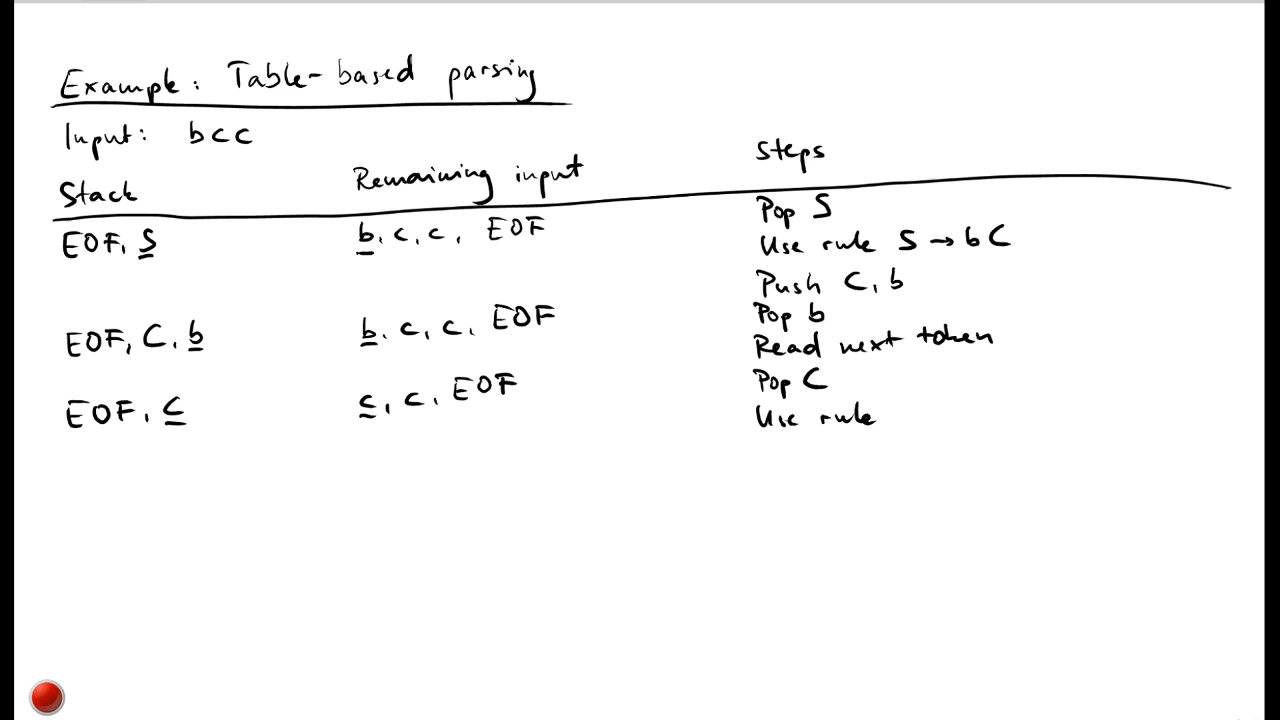 Example: Table-based parsing
Input: bcc
Stack Remaining input Steps
EOF, S b, c, c, EOF Pop S
Use rule S → bC
Push C, b
EOF, C, b b, c, c, EOF Pop b
Read next token
EOF, C c, c, EOF Pop C
Use rule